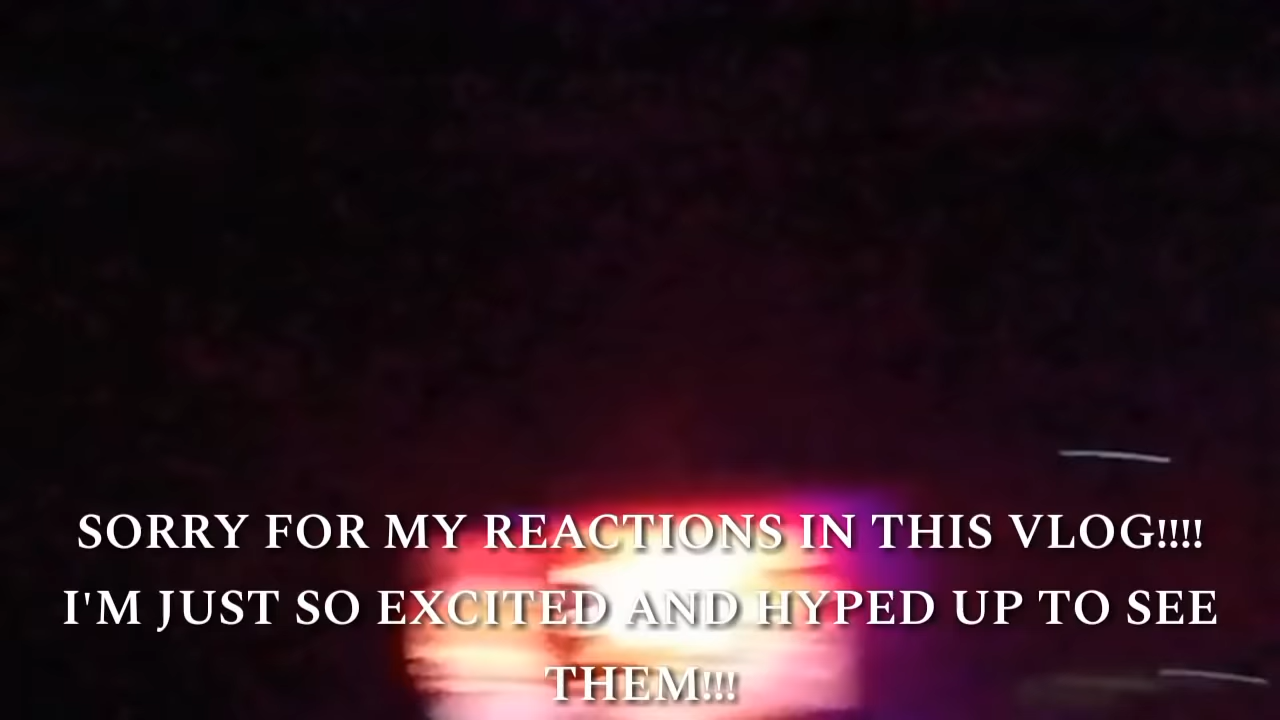 SORRY FOR MY REACTIONS IN THIS VLOG!!!!
I'M JUST SO EXCITED AND HYPED UP TO SEE
THEM!!!